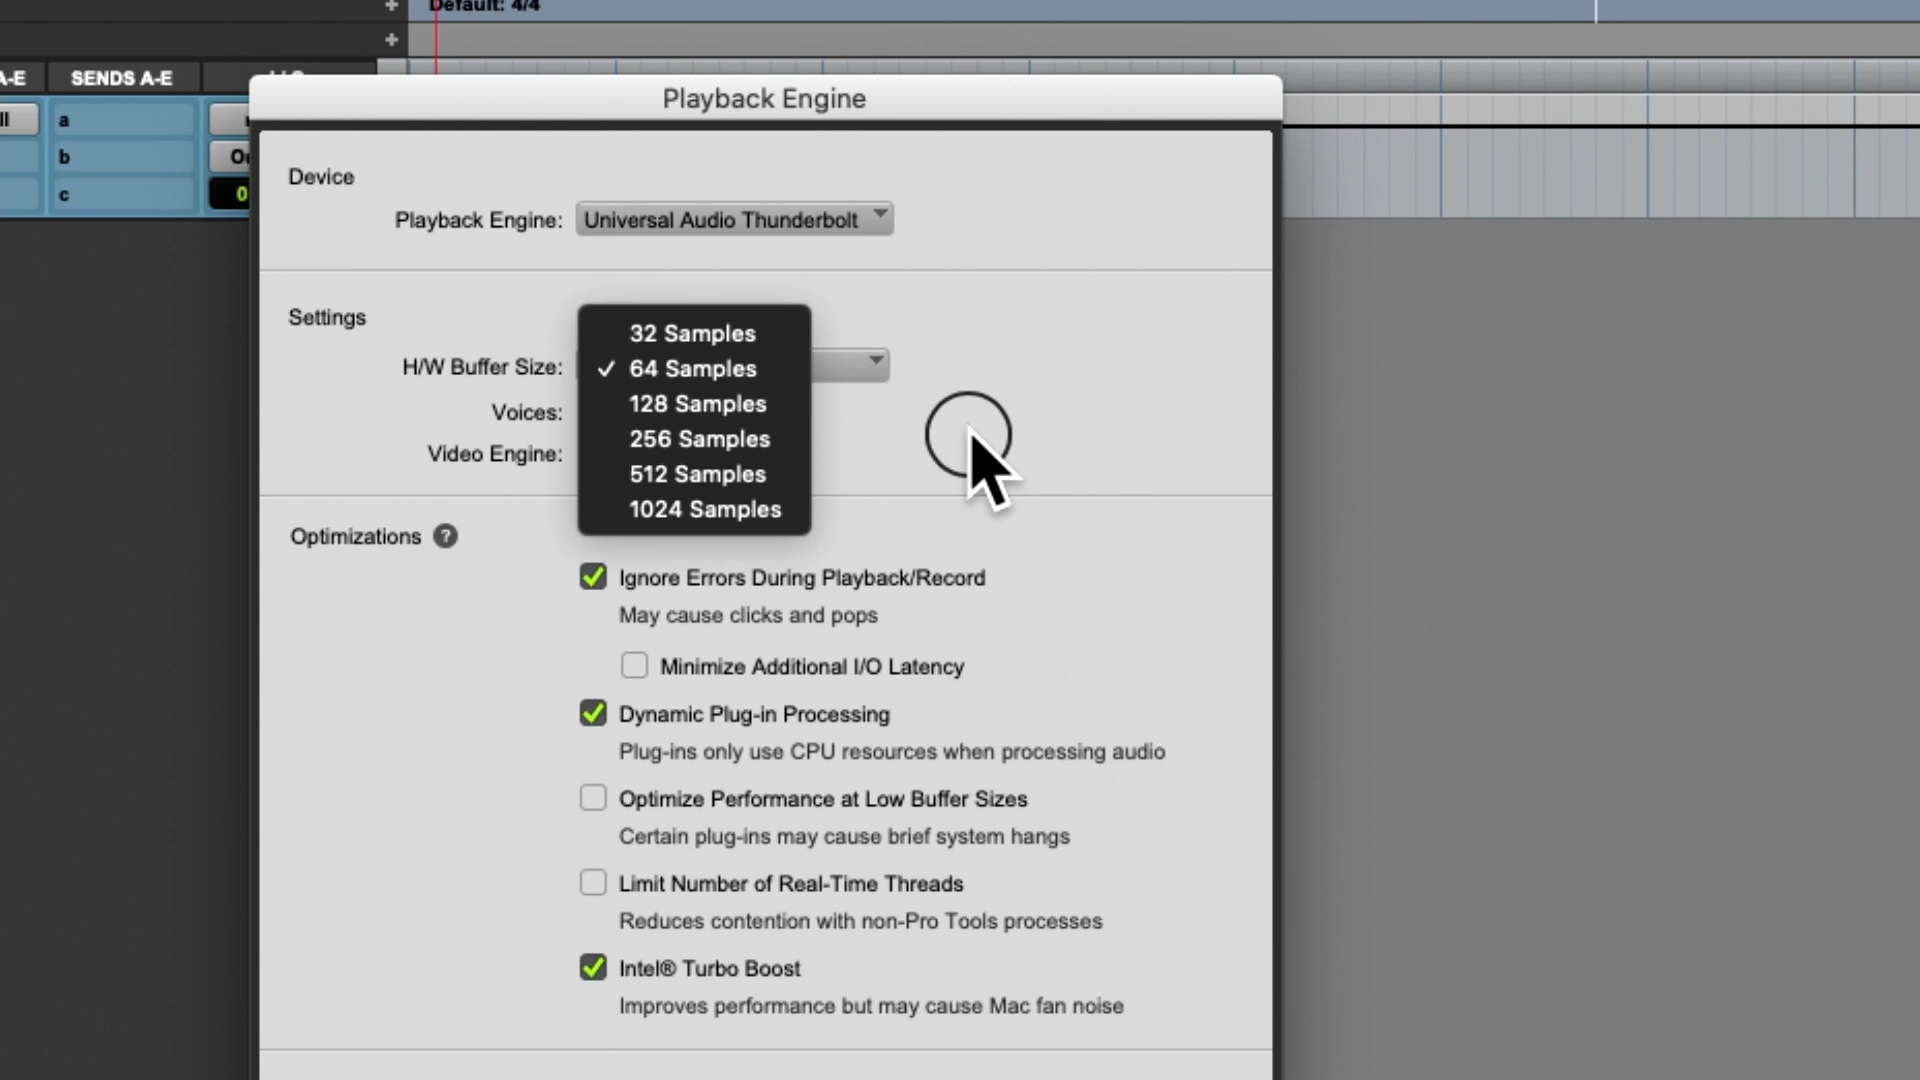 Default: 4/4
+
+
A-E
SENDS A-E
Playback Engine
a
b
c
0
Device
Playback Engine: Universal Audio Thunderbolt
Settings
H/W Buffer Size:
Voices:
Video Engine:
32 Samples
✓ 64 Samples
128 Samples
256 Samples
512 Samples
1024 Samples
Optimizations ?
Ignore Errors During Playback/Record
May cause clicks and pops
Minimize Additional I/O Latency
Dynamic Plug-in Processing
Plug-ins only use CPU resources when processing audio
Optimize Performance at Low Buffer Sizes
Certain plug-ins may cause brief system hangs
Limit Number of Real-Time Threads
Reduces contention with non-Pro Tools processes
Intel® Turbo Boost
Improves performance but may cause Mac fan noise